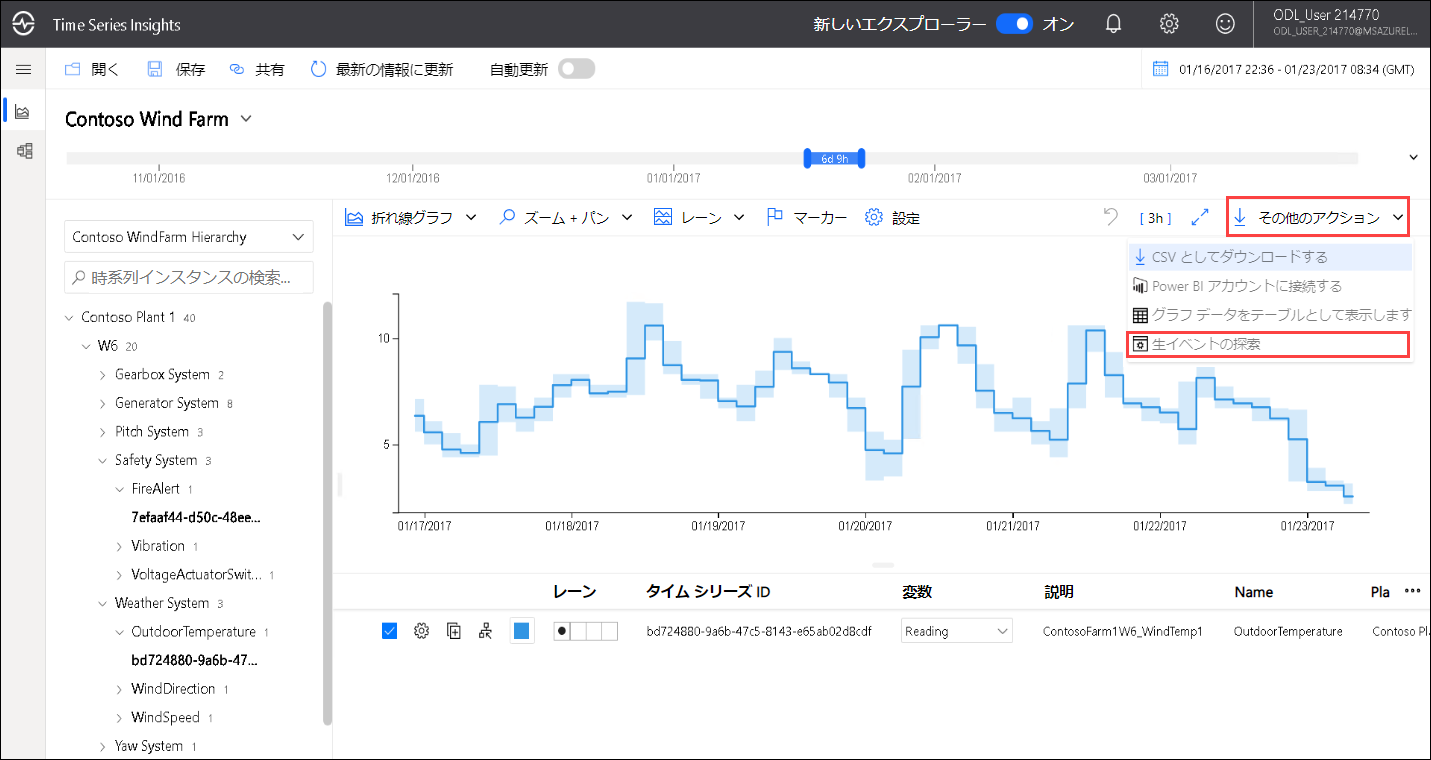 Time Series Insights
新しいエクスプローラー オン
ODL_User 214770
ODL_USER_214770@MSAZUREL...
開く 保存 共有 最新の情報に更新 自動更新
01/16/2017 22:36 - 01/23/2017 08:34 (GMT)
Contoso Wind Farm
6d 9h
11/01/2016 12/01/2016 01/01/2017 02/01/2017 03/01/2017
Contoso WindFarm Hierarchy
時系列インスタンスの検索...
Contoso Plant 1 40
W6 20
Gearbox System 2
Generator System 8
Pitch System 3
Safety System 3
FireAlert 1
7efaaf44-d50c-48ee...
Vibration 1
VoltageActuatorSwit... 1
Weather System 3
OutdoorTemperature 1
bd724880-9a6b-47...
WindDirection 1
WindSpeed 1
Yaw System 1
折れ線グラフ ズーム + パン レーン マーカー 設定
[ 3h ]
その他のアクション
CSV としてダウンロードする
Power BI アカウントに接続する
グラフ データをテーブルとして表示します
生イベントの探索
10
5
01/17/2017 01/18/2017 01/19/2017 01/20/2017 01/21/2017 01/22/2017 01/23/2017
レーン タイム シリーズ ID 変数 説明 Name Pla •••
bd724880-9a6b-47c5-8143-e65ab02d8cdf Reading ContosoFarm1W6_WindTemp1 OutdoorTemperature Contoso Pla